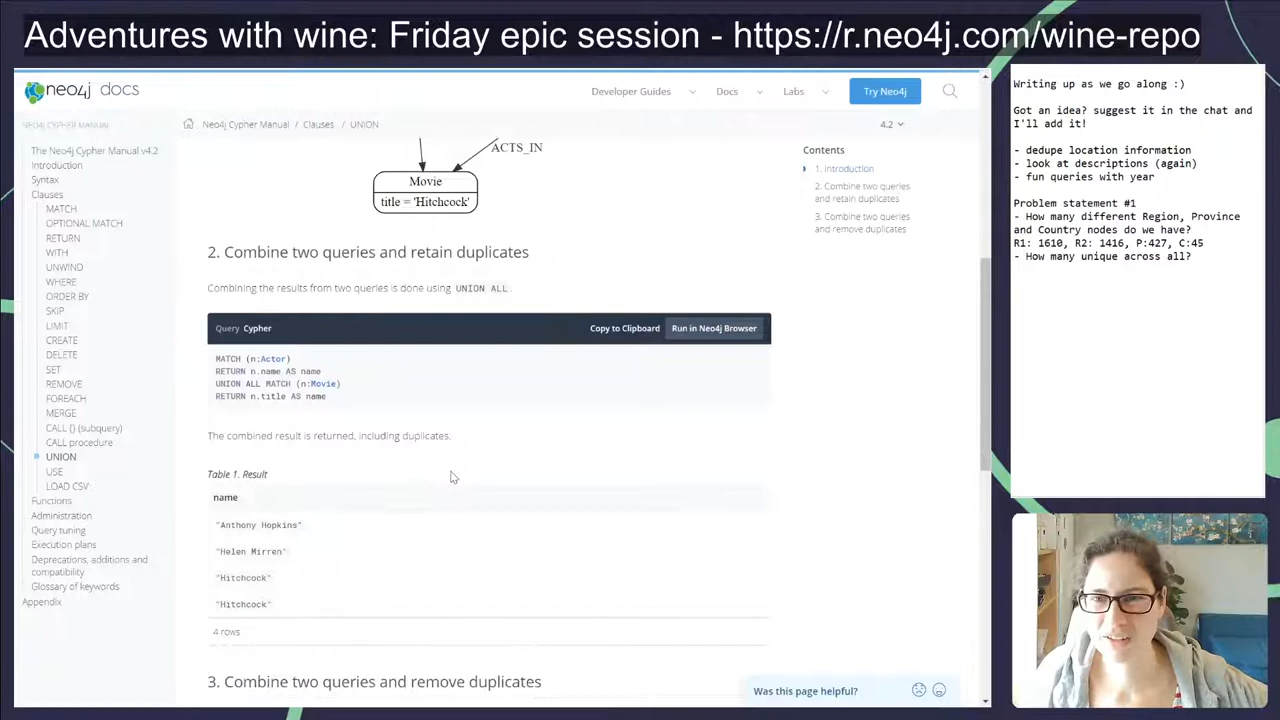 Adventures with wine: Friday epic session - https://r.neo4j.com/wine-repo
neo4j docs
Developer Guides
Docs
Labs
Try Neo4j
NEO4J CYPHER MANUAL
Neo4j Cypher Manual / Clauses / UNION
4.2
The Neo4j Cypher Manual v4.2
Introduction
Syntax
Clauses
MATCH
OPTIONAL MATCH
RETURN
WITH
UNWIND
WHERE
ORDER BY
SKIP
LIMIT
CREATE
DELETE
SET
REMOVE
FOREACH
MERGE
CALL {} (subquery)
CALL procedure
UNION
USE
LOAD CSV
Functions
Administration
Query tuning
Execution plans
Deprecations, additions and
compatibility
Glossary of keywords
Appendix
ACTS_IN
Movie
title = 'Hitchcock'
2. Combine two queries and retain duplicates
Combining the results from two queries is done using UNION ALL.
Query Cypher
Copy to Clipboard
Run in Neo4j Browser
MATCH (n:Actor)
RETURN n.name AS name
UNION ALL MATCH (n:Movie)
RETURN n.title AS name
The combined result is returned, including duplicates.
Table 1. Result
name
"Anthony Hopkins"
"Helen Mirren"
"Hitchcock"
"Hitchcock"
4 rows
3. Combine two queries and remove duplicates
Contents
1. Introduction
2. Combine two queries
and retain duplicates
3. Combine two queries
and remove duplicates
Was this page helpful?
Writing up as we go along :)
Got an idea? suggest it in the chat and
I'll add it!
- dedupe location information
- look at descriptions (again)
- fun queries with year
Problem statement #1
- How many different Region, Province
and Country nodes do we have?
R1: 1610, R2: 1416, P:427, C:45
- How many unique across all?